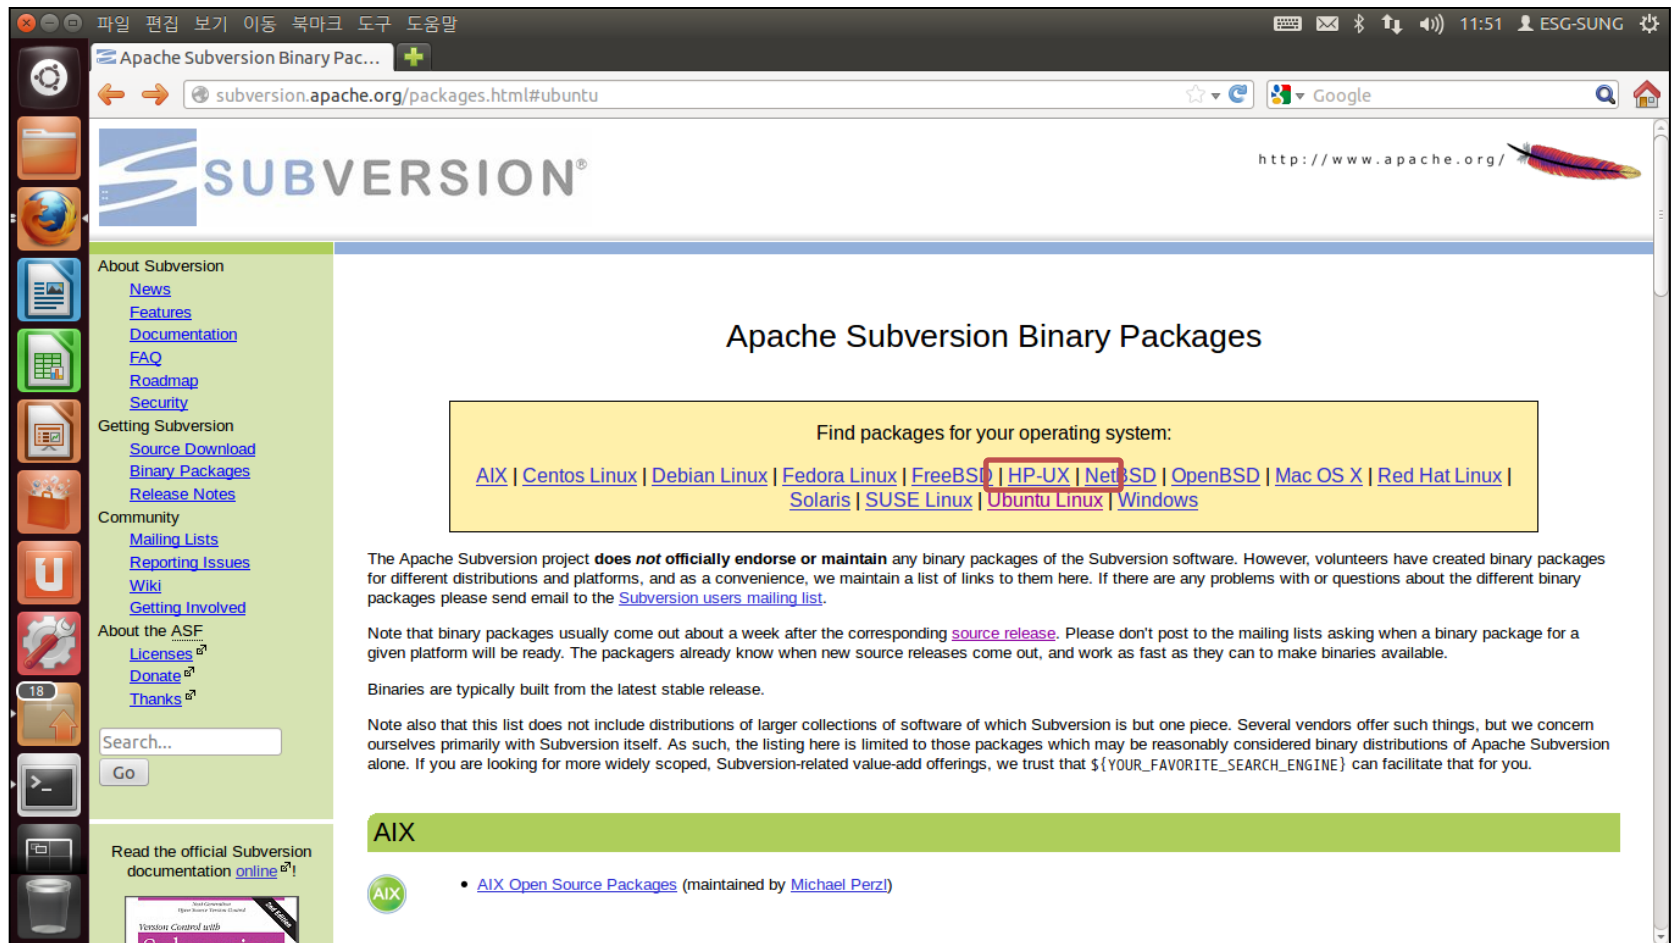 파일 편집 보기 이동 북마크 도구 도움말
11:51 ESG-SUNG
Apache Subversion Binary Pac...
subversion.apache.org/packages.html#ubuntu
Google
SUBVERSION®
http://www.apache.org/
About Subversion
News
Features
Documentation
FAQ
Roadmap
Security
Getting Subversion
Source Download
Binary Packages
Release Notes
Community
Mailing Lists
Reporting Issues
Wiki
Getting Involved
About the ASF
Licenses
Donate
Thanks
Search...
Go
Read the official Subversion
documentation online!
Next Generation
Open Source Version Control
2nd Edition
Version Control with
18
Apache Subversion Binary Packages
Find packages for your operating system:
AIX | Centos Linux | Debian Linux | Fedora Linux | FreeBSD | HP-UX | NetBSD | OpenBSD | Mac OS X | Red Hat Linux |
Solaris | SUSE Linux | Ubuntu Linux | Windows
The Apache Subversion project does not officially endorse or maintain any binary packages of the Subversion software. However, volunteers have created binary packages
for different distributions and platforms, and as a convenience, we maintain a list of links to them here. If there are any problems with or questions about the different binary
packages please send email to the Subversion users mailing list.
Note that binary packages usually come out about a week after the corresponding source release. Please don't post to the mailing lists asking when a binary package for a
given platform will be ready. The packagers already know when new source releases come out, and work as fast as they can to make binaries available.
Binaries are typically built from the latest stable release.
Note also that this list does not include distributions of larger collections of software of which Subversion is but one piece. Several vendors offer such things, but we concern
ourselves primarily with Subversion itself. As such, the listing here is limited to those packages which may be reasonably considered binary distributions of Apache Subversion
alone. If you are looking for more widely scoped, Subversion-related value-add offerings, we trust that ${YOUR_FAVORITE_SEARCH_ENGINE} can facilitate that for you.
AIX
AIX
• AIX Open Source Packages (maintained by Michael Perzl)